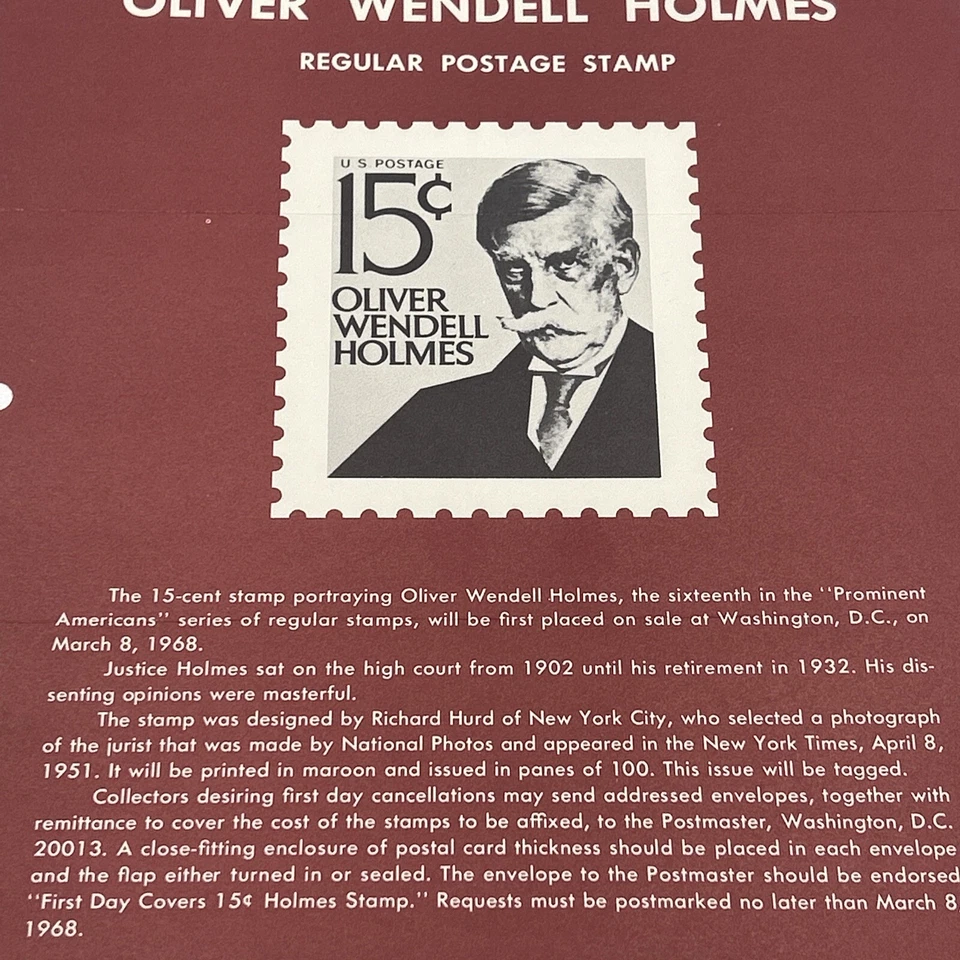 OLIVER WENDELL HOLMES
REGULAR POSTAGE STAMP
U S POSTAGE
15¢
OLIVER
WENDELL
HOLMES
The 15-cent stamp portraying Oliver Wendell Holmes, the sixteenth in the "Prominent
Americans" series of regular stamps, will be first placed on sale at Washington, D.C., on
March 8, 1968.
Justice Holmes sat on the high court from 1902 until his retirement in 1932. His dis-
senting opinions were masterful.
The stamp was designed by Richard Hurd of New York City, who selected a photograph
of the jurist that was made by National Photos and appeared in the New York Times, April 8,
1951. It will be printed in maroon and issued in panes of 100. This issue will be tagged.
Collectors desiring first day cancellations may send addressed envelopes, together with
remittance to cover the cost of the stamps to be affixed, to the Postmaster, Washington, D.C.
20013. A close-fitting enclosure of postal card thickness should be placed in each envelope
and the flap either turned in or sealed. The envelope to the Postmaster should be endorsed
"First Day Covers 15¢ Holmes Stamp." Requests must be postmarked no later than March 8
1968.